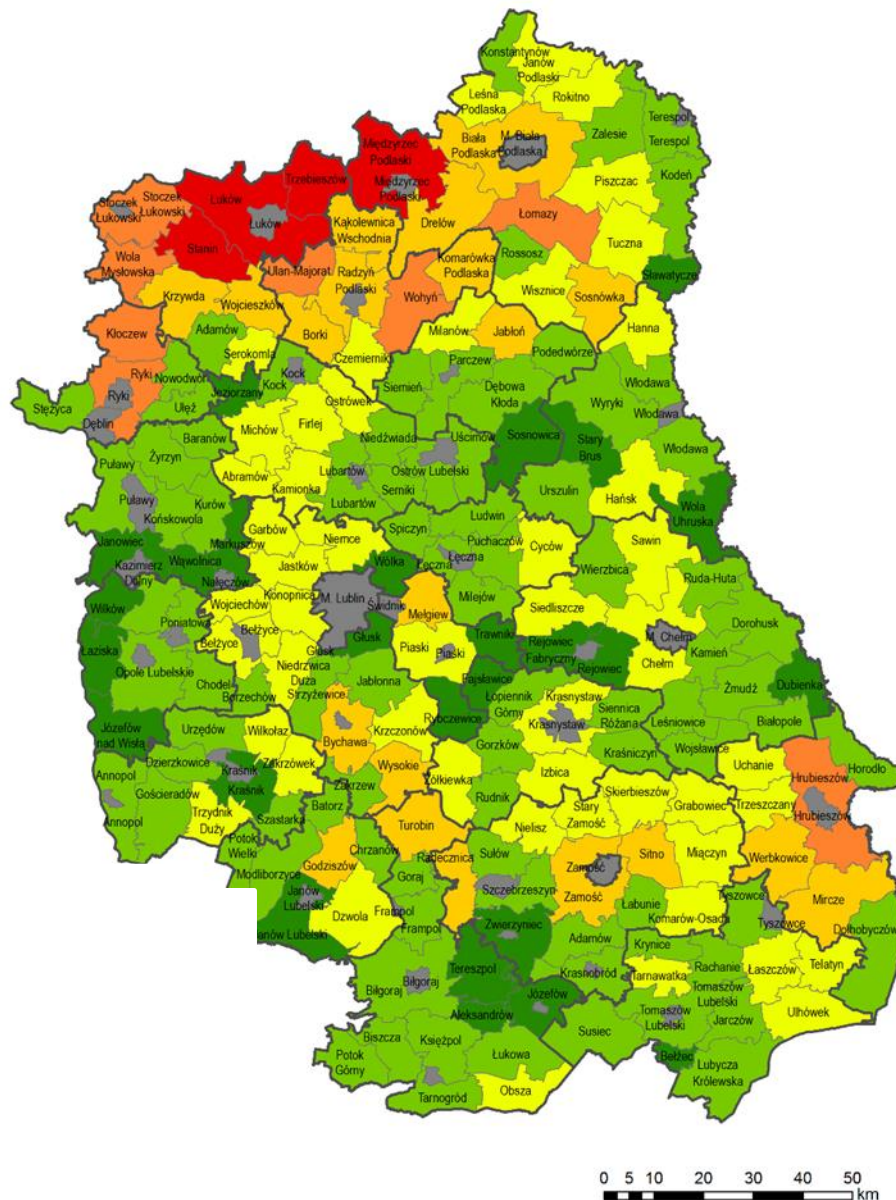 Konstantynów
Janów
Podlaski
Leśna
Podlaska
Rokitno
Terespol
Międzyrzec
Podlaski
Biała
Podlaska
M. Biała
Podlaska
Zalesie
Terespol
Trzebieszów
Międzyrzec
Podlaski
Piszczac
Kodeń
Stoczek
Łukowski
Stoczek
Łukowski
Łuków
Łuków
Kąkolewnica
Wschodnia
Drelów
Łomazy
Stanin
Komarówka
Podlaska
Rossosz
Tuczna
Wola
Mysłowska
Ulan-Majorat
Radzyń
Podlaski
Wohyń
Wisznice
Sosnówka
Sławatycze
Krzywda
Wojcieszków
Borki
Milanów
Jabłoń
Hanna
Kłoczew
Adamów
Serokomla
Czemierniki
Parczew
Podedwórze
Ryki
Ryki
Nowodwór
Jeziorzany
Kock
Kock
Siemień
Dębowa
Kłoda
Włodawa
Stężyca
Dęblin
Ułęż
Ostrówek
Wyryki
Włodawa
Michów
Firlej
Niedźwiada
Uścimów
Sosnowica
Stary
Brus
Włodawa
Baranów
Puławy
Żyrzyn
Abramów
Kamionka
Lubartów
Lubartów
Ostrów
Lubelski
Serniki
Urszulin
Hańsk
Wola
Uhruska
Puławy
Końskowola
Kurów
Markuszów
Garbów
Niemce
Spiczyn
Ludwin
Puchaczów
Cyców
Sawin
Janowiec
Kazimierz
Dolny
Wąwolnica
Nałęczów
Jastków
Wólka
Łęczna
Łęczna
Wierzbica
Ruda-Huta
Wilków
Wojciechów
Konopnica
M. Lublin
Świdnik
Mełgiew
Milejów
Siedliszcze
Dorohusk
Poniatowa
Bełżyce
Bełżyce
Głusk
Głusk
Piaski
Piaski
Trawniki
Rejowiec
Fabryczny
Rejowiec
M. Chełm
Chełm
Kamień
Łaziska
Opole Lubelskie
Niedrzwica
Duża
Strzyżewice
Jabłonna
Fajsławice
Łopiennik
Górny
Żmudź
Dubienka
Chodel
Borzechów
Rybczewice
Krasnystaw
Krasnystaw
Siennica
Różana
Leśniowice
Białopole
Józefów
nad Wisłą
Urzędów
Wilkołaz
Bychawa
Krzczonów
Gorzków
Kraśniczyn
Wojsławice
Dzierzkowice
Zakrzówek
Wysokie
Żółkiewka
Izbica
Uchanie
Hrubieszów
Horodło
Annopol
Annopol
Gościeradów
Kraśnik
Kraśnik
Zakrzew
Batorz
Rudnik
Skierbieszów
Grabowiec
Trzeszczany
Hrubieszów
Trzydnik
Duży
Szastarka
Turobin
Nielisz
Stary
Zamość
Miączyn
Potok
Wielki
Chrzanów
Godziszów
Radecznica
Sułów
Zamość
Zamość
Sitno
Werbkowice
Mircze
Modliborzyce
Goraj
Szczebrzeszyn
Łabunie
Komarów-Osada
Tyszowce
Tyszowce
Dołhobyczów
Janów
Lubelski
Janów Lubelski
Dzwola
Frampol
Frampol
Zwierzyniec
Adamów
Krynice
Krasnobród
Tarnawatka
Rachanie
Łaszczów
Telatyn
Biłgoraj
Biłgoraj
Tereszpol
Tomaszów
Lubelski
Aleksandrów
Józefów
Tomaszów
Lubelski
Jarczów
Ulhówek
Biszcza
Księżpol
Susiec
Potok
Górny
Łukowa
Bełżec
Lubycza
Królewska
Tarnogród
Obsza
0 5 10 20 30 40 50
km